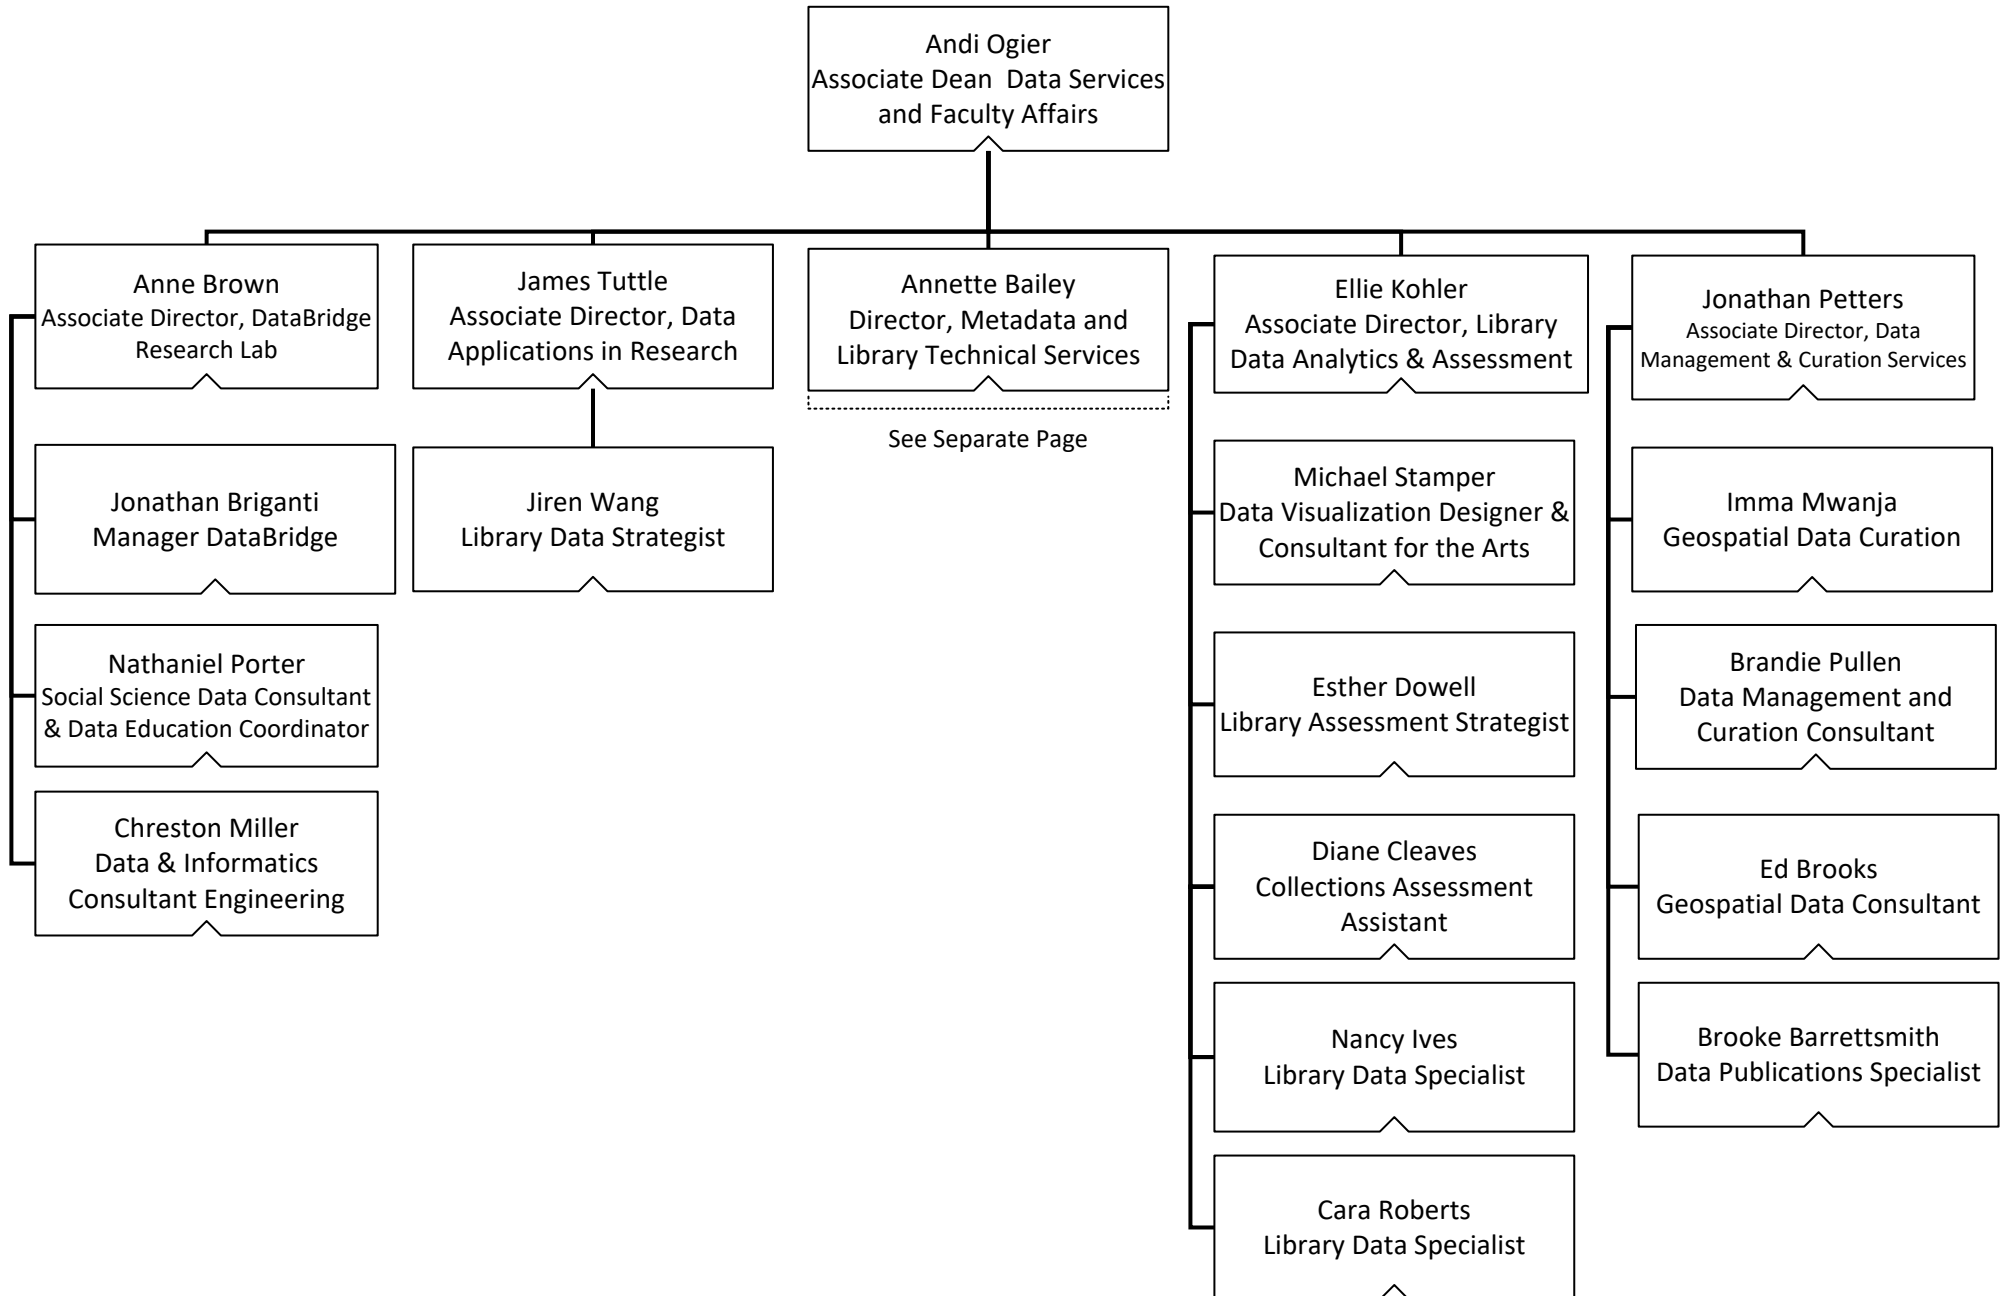 Andi Ogier
Associate Dean  Data Services
and Faculty Affairs
Anne Brown
Associate Director, DataBridge
Research Lab
James Tuttle
Associate Director, Data
Applications in Research
Annette Bailey
Director, Metadata and
Library Technical Services
See Separate Page
Ellie Kohler
Associate Director, Library
Data Analytics & Assessment
Jonathan Petters
Associate Director, Data
Management & Curation Services
Jonathan Briganti
Manager DataBridge
Nathaniel Porter
Social Science Data Consultant
& Data Education Coordinator
Chreston Miller
Data & Informatics
Consultant Engineering
Jiren Wang
Library Data Strategist
Michael Stamper
Data Visualization Designer &
Consultant for the Arts
Esther Dowell
Library Assessment Strategist
Diane Cleaves
Collections Assessment
Assistant
Nancy Ives
Library Data Specialist
Cara Roberts
Library Data Specialist
Imma Mwanja
Geospatial Data Curation
Brandie Pullen
Data Management and
Curation Consultant
Ed Brooks
Geospatial Data Consultant
Brooke Barrettsmith
Data Publications Specialist